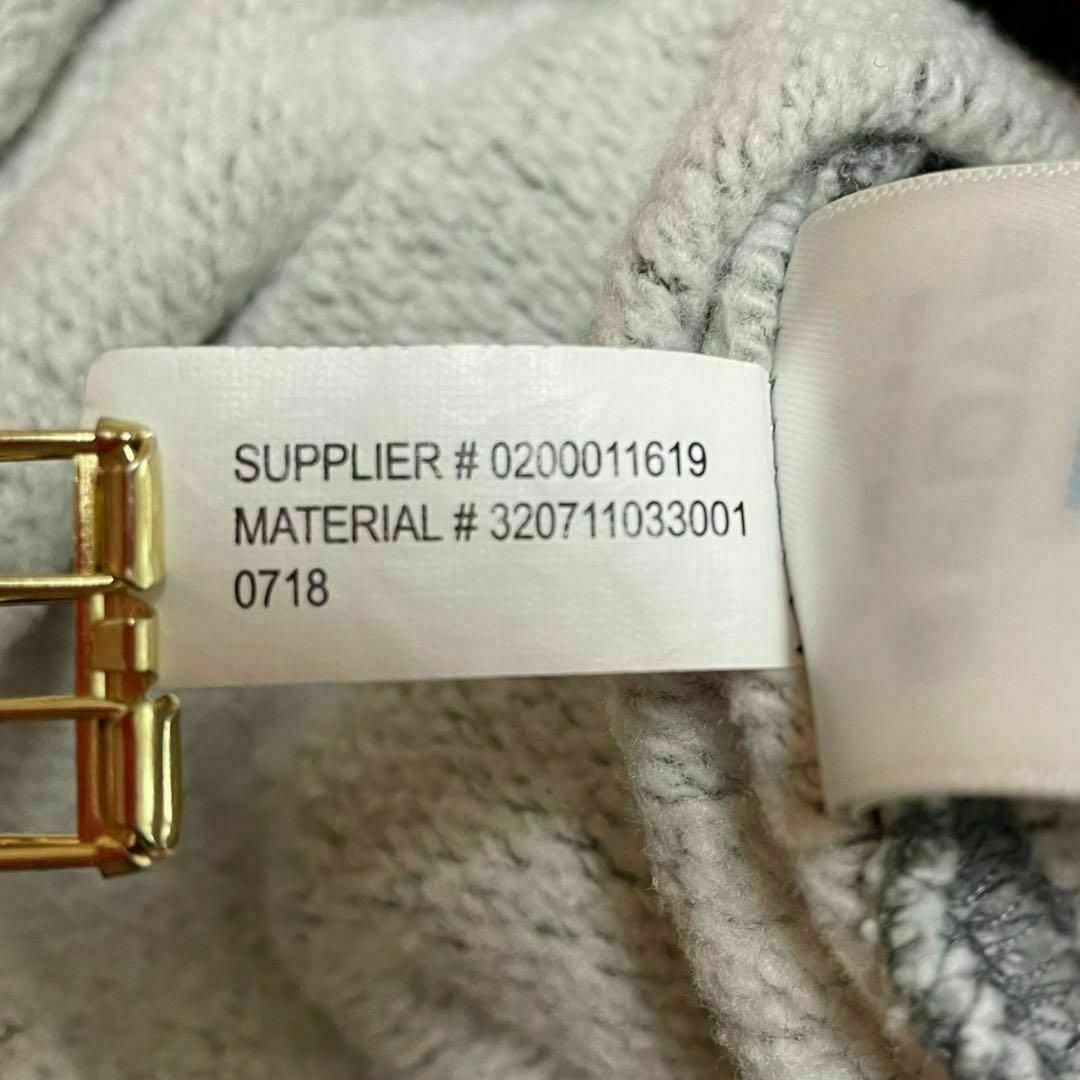 SUPPLIER # 0200011619
MATERIAL # 320711033001
0718